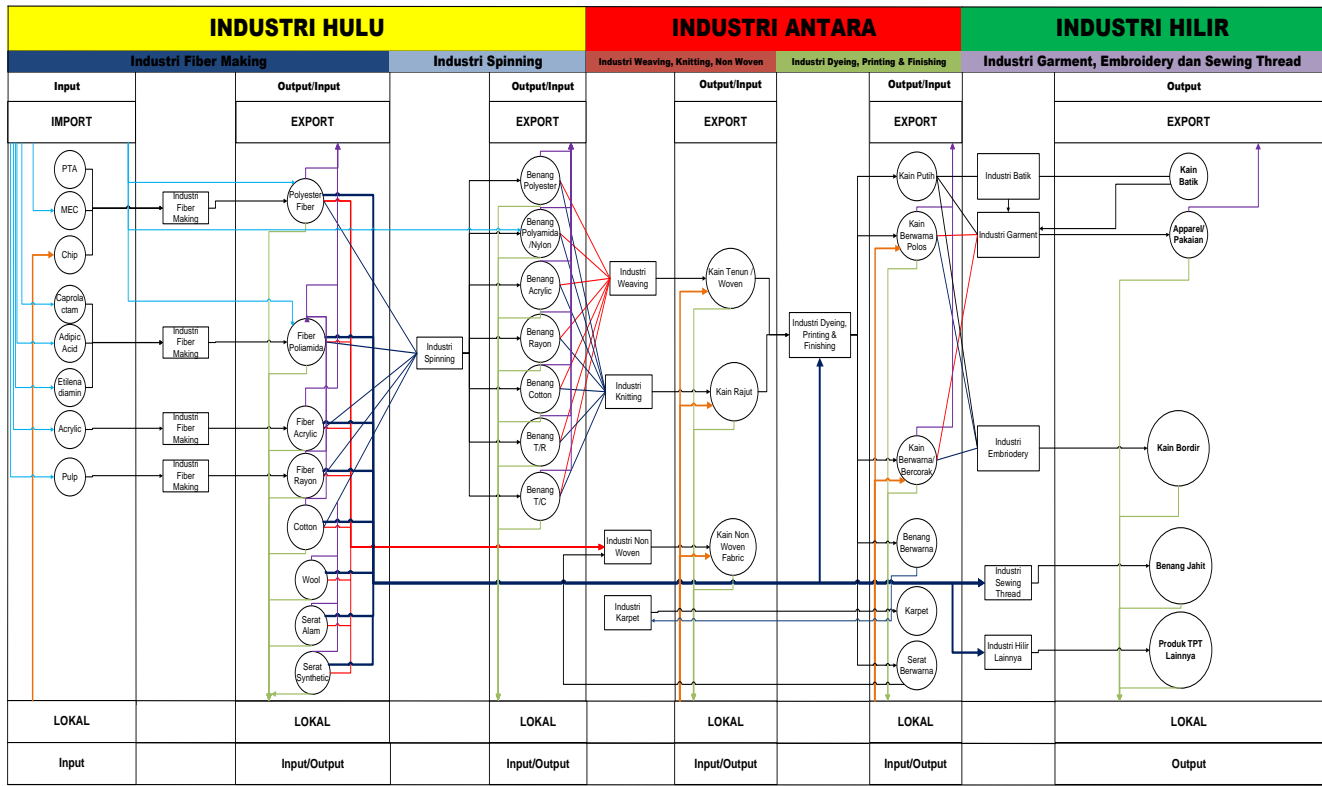 INDUSTRI HULU
INDUSTRI ANTARA
INDUSTRI HILIR
Industri Fiber Making
Industri Spinning
Industri Weaving, Knitting, Non Woven
Industri Dyeing, Printing & Finishing
Industri Garment, Embroidery dan Sewing Thread
Input
Output/Input
Output/Input
Output/Input
Output/Input
Output
IMPORT
EXPORT
EXPORT
EXPORT
EXPORT
EXPORT
PTA
MEC
Chip
Caprola
ctam
Adipic
Acid
Etilena
diamin
Acrylic
Pulp
Industri
Fiber
Making
Industri
Fiber
Making
Industri
Fiber
Making
Industri
Fiber
Making
Polyester
Fiber
Fiber
Poliamida
Fiber
Acrylic
Fiber
Rayon
Cotton
Wool
Serat
Alam
Serat
Synthetic
Industri
Spinning
Benang
Polyester
Benang
Polyamida
/Nylon
Benang
Acrylic
Benang
Rayon
Benang
Cotton
Benang
T/R
Benang
T/C
Industri
Weaving
Industri
Knitting
Industri Non
Woven
Industri
Karpet
Kain Tenun /
Woven
Kain Rajut
Kain Non
Woven
Fabric
Industri Dyeing,
Printing &
Finishing
Kain Putih
Kain
Berwarna
Polos
Kain
Berwarna/
Bercorak
Benang
Berwarna
Karpet
Serat
Berwarna
Industri Batik
Industri Garment
Industri
Embriodery
Industri
Sewing
Thread
Industri Hilir
Lainnya
Kain
Batik
Apparel/
Pakaian
Kain Bordir
Benang Jahit
Produk TPT
Lainnya
LOKAL
LOKAL
LOKAL
LOKAL
LOKAL
LOKAL
Input
Input/Output
Input/Output
Input/Output
Input/Output
Output